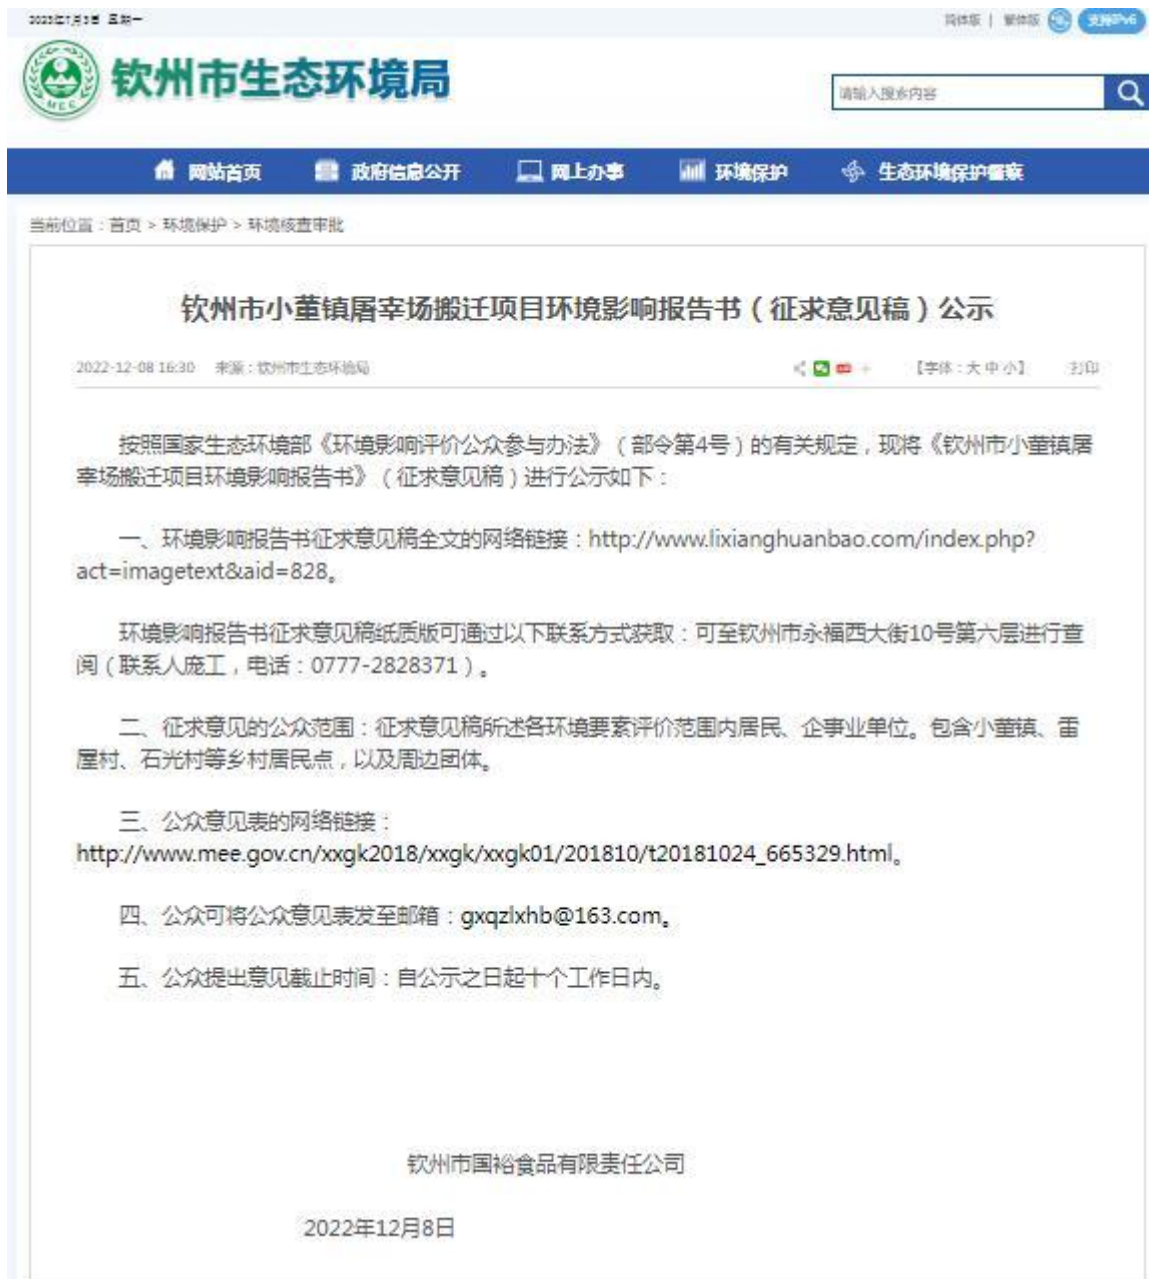 2023年7月3日 星期一
简体版 | 繁体版 支持IPv6
MEE
钦州市生态环境局
请输入搜索内容
网站首页 政府信息公开 网上办事 环境保护 生态环境保护督察
当前位置：首页 > 环境保护 > 环境核查审批
钦州市小董镇屠宰场搬迁项目环境影响报告书（征求意见稿）公示
2022-12-08 16:30 来源：钦州市生态环境局 【字体：大 中 小】 打印
按照国家生态环境部《环境影响评价公众参与办法》（部令第4号）的有关规定，现将《钦州市小董镇屠
宰场搬迁项目环境影响报告书》（征求意见稿）进行公示如下：
一、环境影响报告书征求意见稿全文的网络链接：http://www.lixianghuanbao.com/index.php?
act=imagetext&aid=828。
环境影响报告书征求意见稿纸质版可通过以下联系方式获取：可至钦州市永福西大街10号第六层进行查
阅（联系人庞工，电话：0777-2828371）。
二、征求意见的公众范围：征求意见稿所述各环境要素评价范围内居民、企事业单位。包含小董镇、雷
屋村、石光村等乡村居民点，以及周边团体。
三、公众意见表的网络链接：
http://www.mee.gov.cn/xxgk2018/xxgk/xxgk01/201810/t20181024_665329.html。
四、公众可将公众意见表发至邮箱：gxqzlxhb@163.com。
五、公众提出意见截止时间：自公示之日起十个工作日内。
钦州市国裕食品有限责任公司
2022年12月8日